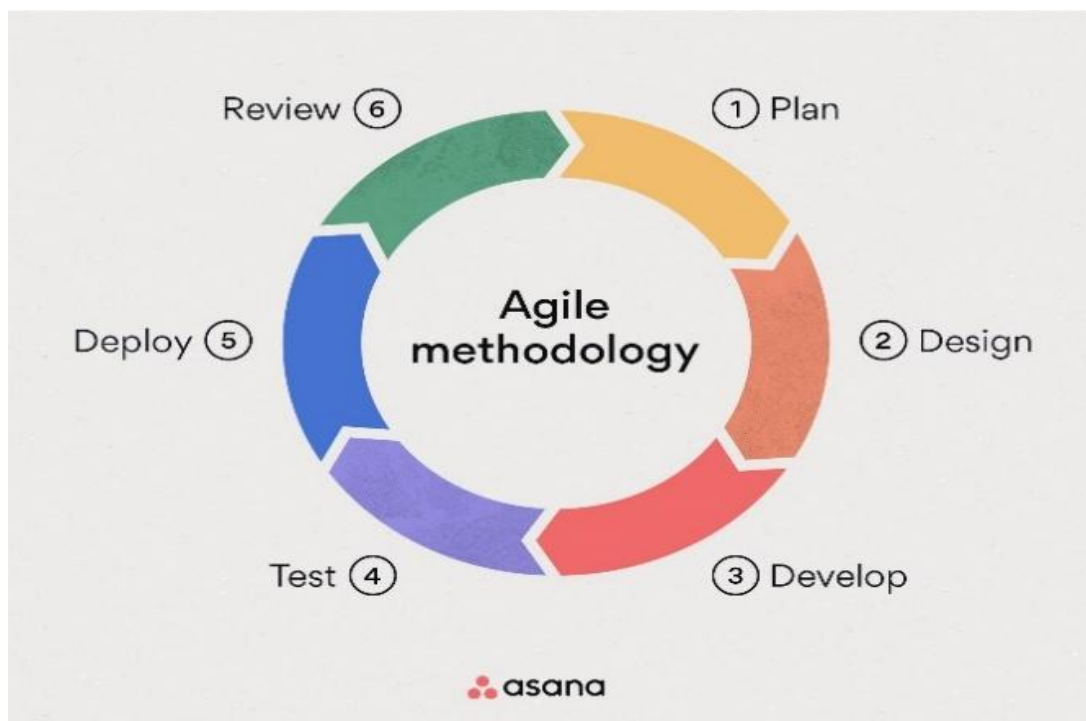 Review 6
1 Plan
Agile
methodology
Deploy 5
2 Design
Test 4
3 Develop
asana